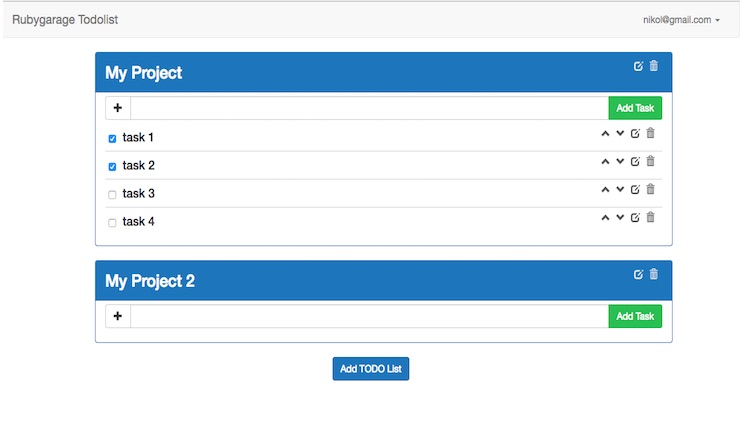 Rubygarage Todolist nikol@gmail.com
My Project
Add Task
task 1
task 2
task 3
task 4
My Project 2
Add Task
Add TODO List